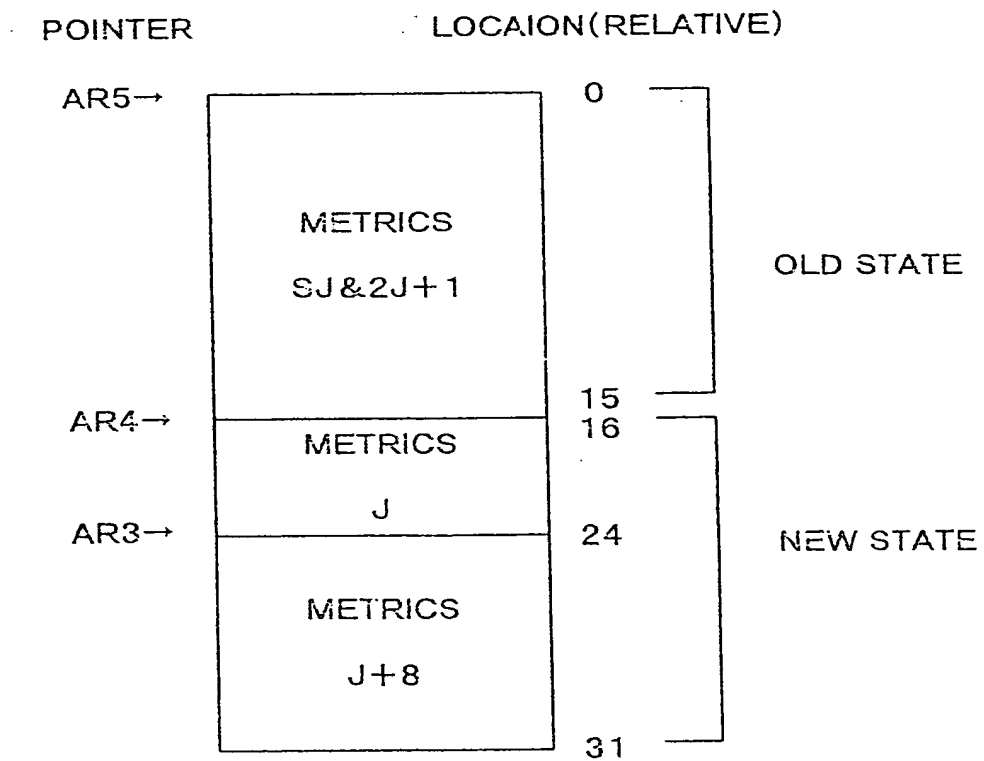 POINTER LOCAION(RELATIVE)
AR5→ 0
METRICS
SJ&2J+1
OLD STATE
15
AR4→ 16
METRICS
J
AR3→ 24
NEW STATE
METRICS
J+8
31